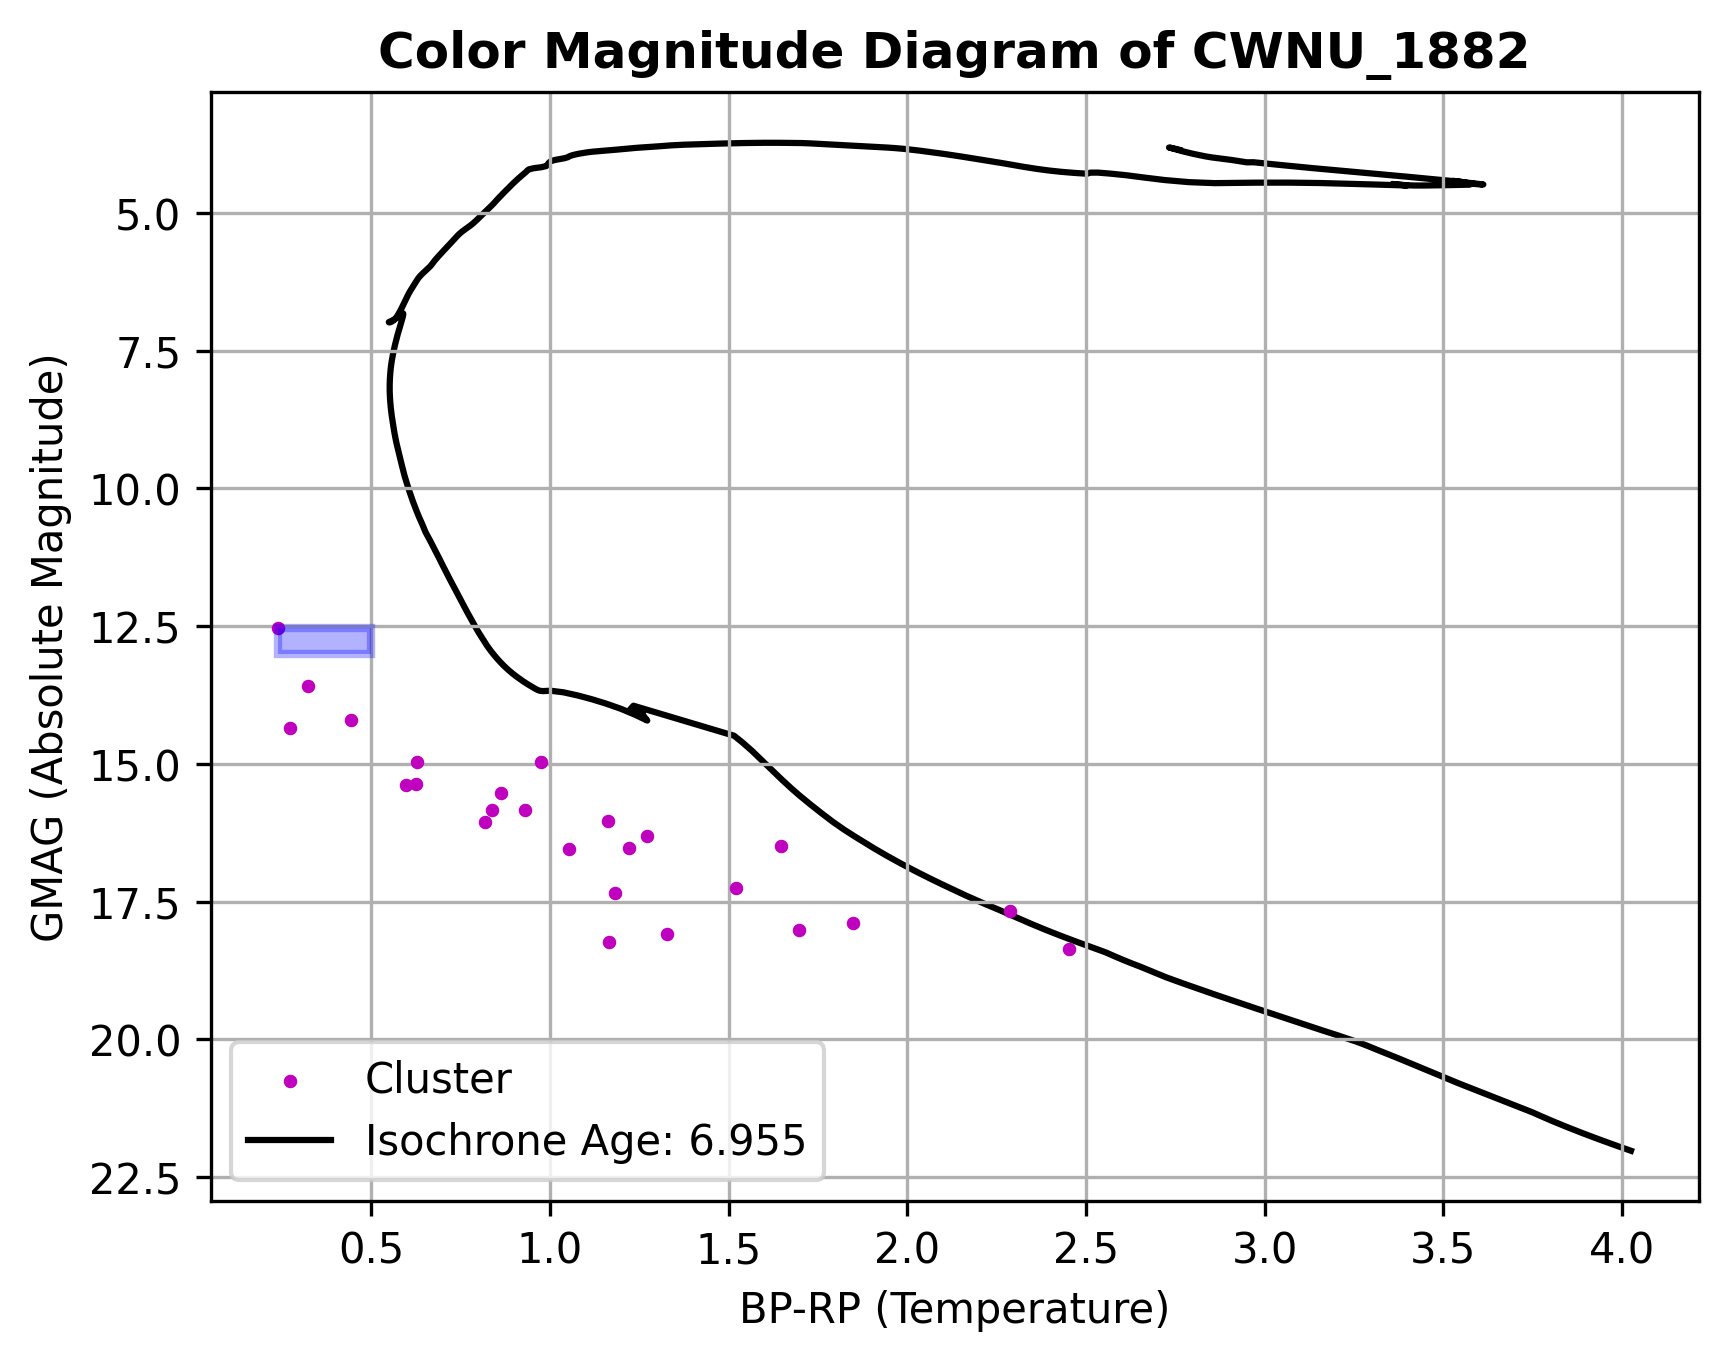 Color Magnitude Diagram of CWNU_1882
GMAG (Absolute Magnitude)
5.0
7.5
10.0
12.5
15.0
17.5
20.0
22.5
Cluster
Isochrone Age: 6.955
0.5 1.0 1.5 2.0 2.5 3.0 3.5 4.0
BP-RP (Temperature)